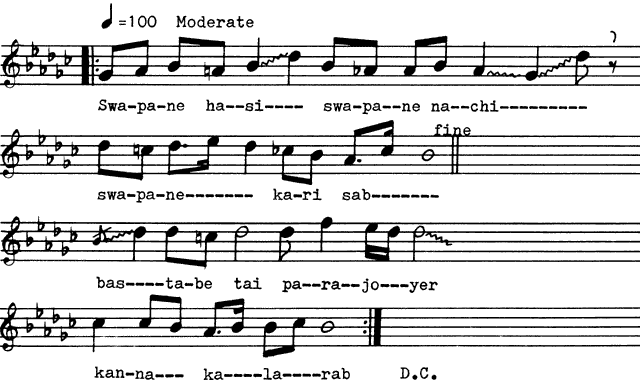 ♩=100 Moderate
Swa-pa-ne ha--si---- swa-pa--ne na--chi---------
fine
swa-pa-ne------- ka-ri sab-------
bas----ta-be tai pa--ra-jo---yer
kan-na--- ka----la----rab D.C.